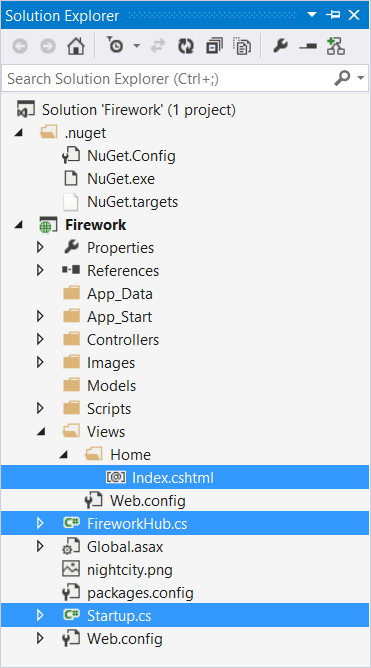 Solution Explorer
Search Solution Explorer (Ctrl+;)
Solution 'Firework' (1 project)
.nuget
NuGet.Config
NuGet.exe
NuGet.targets
Firework
Properties
References
App_Data
App_Start
Controllers
Images
Models
Scripts
Views
Home
Index.cshtml
Web.config
FireworkHub.cs
Global.asax
nightcity.png
packages.config
Startup.cs
Web.config